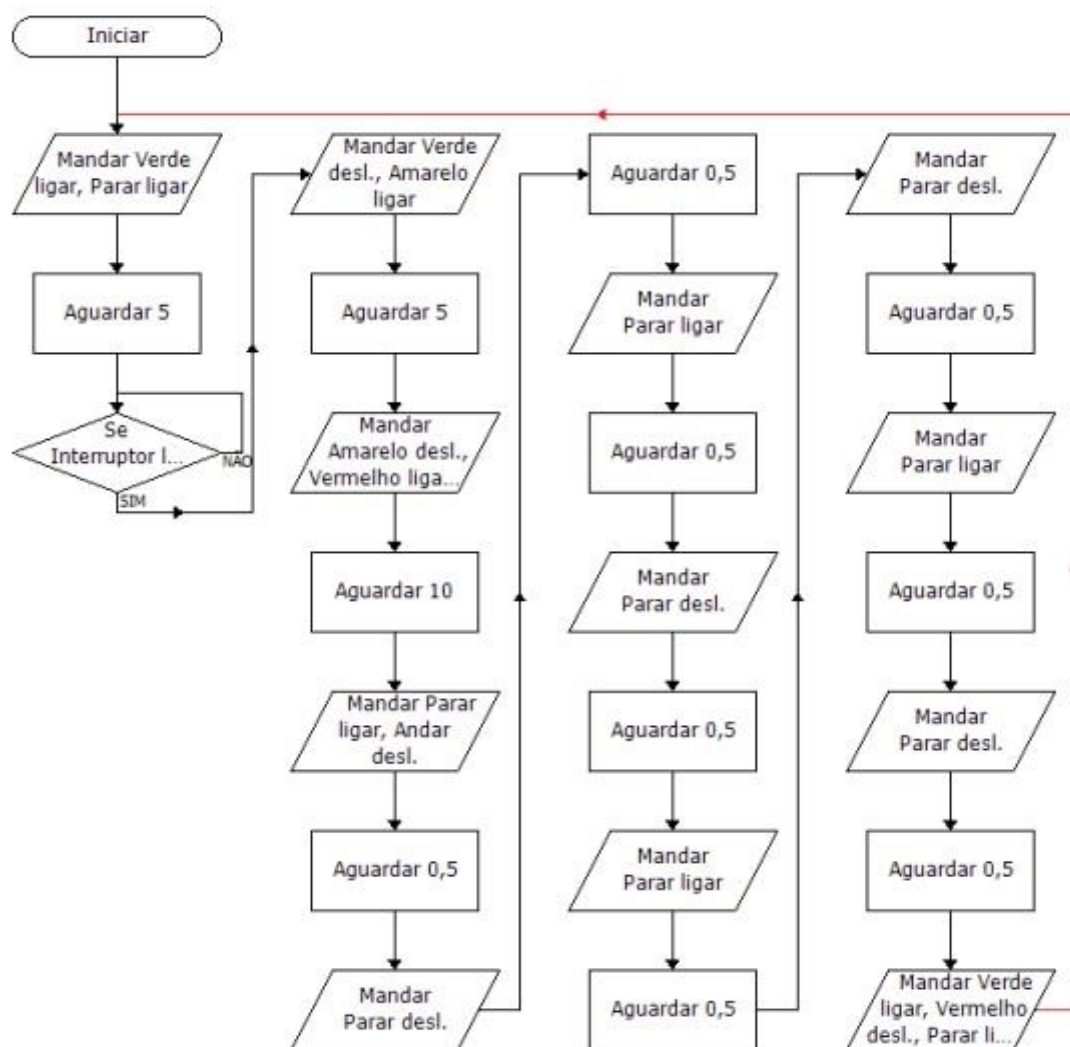 Iniciar
Mandar Verde
ligar, Parar ligar
Aguardar 5
Se
Interruptor l...
NÃO
SIM
Mandar Verde
desl., Amarelo
ligar
Aguardar 5
Mandar
Amarelo desl.,
Vermelho liga...
Aguardar 10
Mandar Parar
ligar, Andar
desl.
Aguardar 0,5
Mandar
Parar desl.
Aguardar 0,5
Mandar
Parar ligar
Aguardar 0,5
Mandar
Parar desl.
Aguardar 0,5
Mandar
Parar ligar
Aguardar 0,5
Mandar
Parar desl.
Aguardar 0,5
Mandar
Parar ligar
Aguardar 0,5
Mandar
Parar desl.
Aguardar 0,5
Mandar Verde
ligar, Vermelho
desl., Parar li...